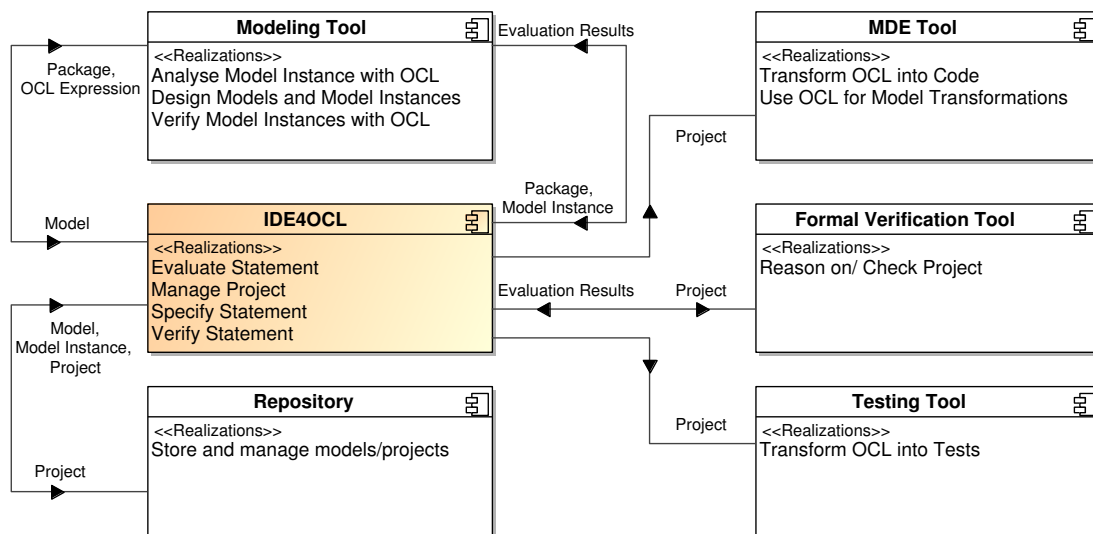 Modeling Tool
<<Realizations>>
Analyse Model Instance with OCL
Design Models and Model Instances
Verify Model Instances with OCL
Package,
OCL Expression
Model
Evaluation Results
Package,
Model Instance
MDE Tool
<<Realizations>>
Transform OCL into Code
Use OCL for Model Transformations
Project
IDE4OCL
<<Realizations>>
Evaluate Statement
Manage Project
Specify Statement
Verify Statement
Evaluation Results
Project
Formal Verification Tool
<<Realizations>>
Reason on/ Check Project
Model,
Model Instance,
Project
Project
Repository
<<Realizations>>
Store and manage models/projects
Project
Testing Tool
<<Realizations>>
Transform OCL into Tests